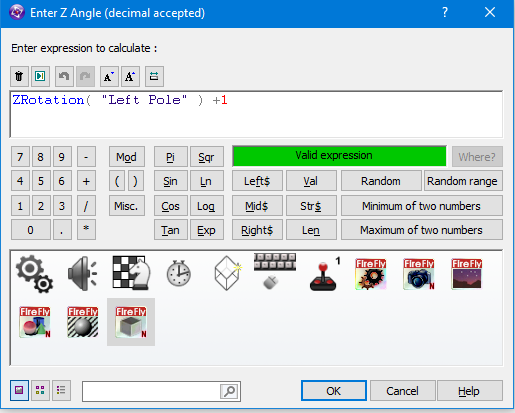 Enter Z Angle (decimal accepted)
Enter expression to calculate :
A A
ZRotation( "Left Pole" ) +1
7 8 9 - Mod Pi Sqr Valid expression Where?
4 5 6 + ( ) Sin Ln Left$ Val Random Random range
1 2 3 / Misc. Cos Log Mid$ Str$ Minimum of two numbers
0 . * Tan Exp Right$ Len Maximum of two numbers
1
FIREFLY FIREFLY N FIREFLY
FIREFLY N FIREFLY FIREFLY N
OK Cancel Help